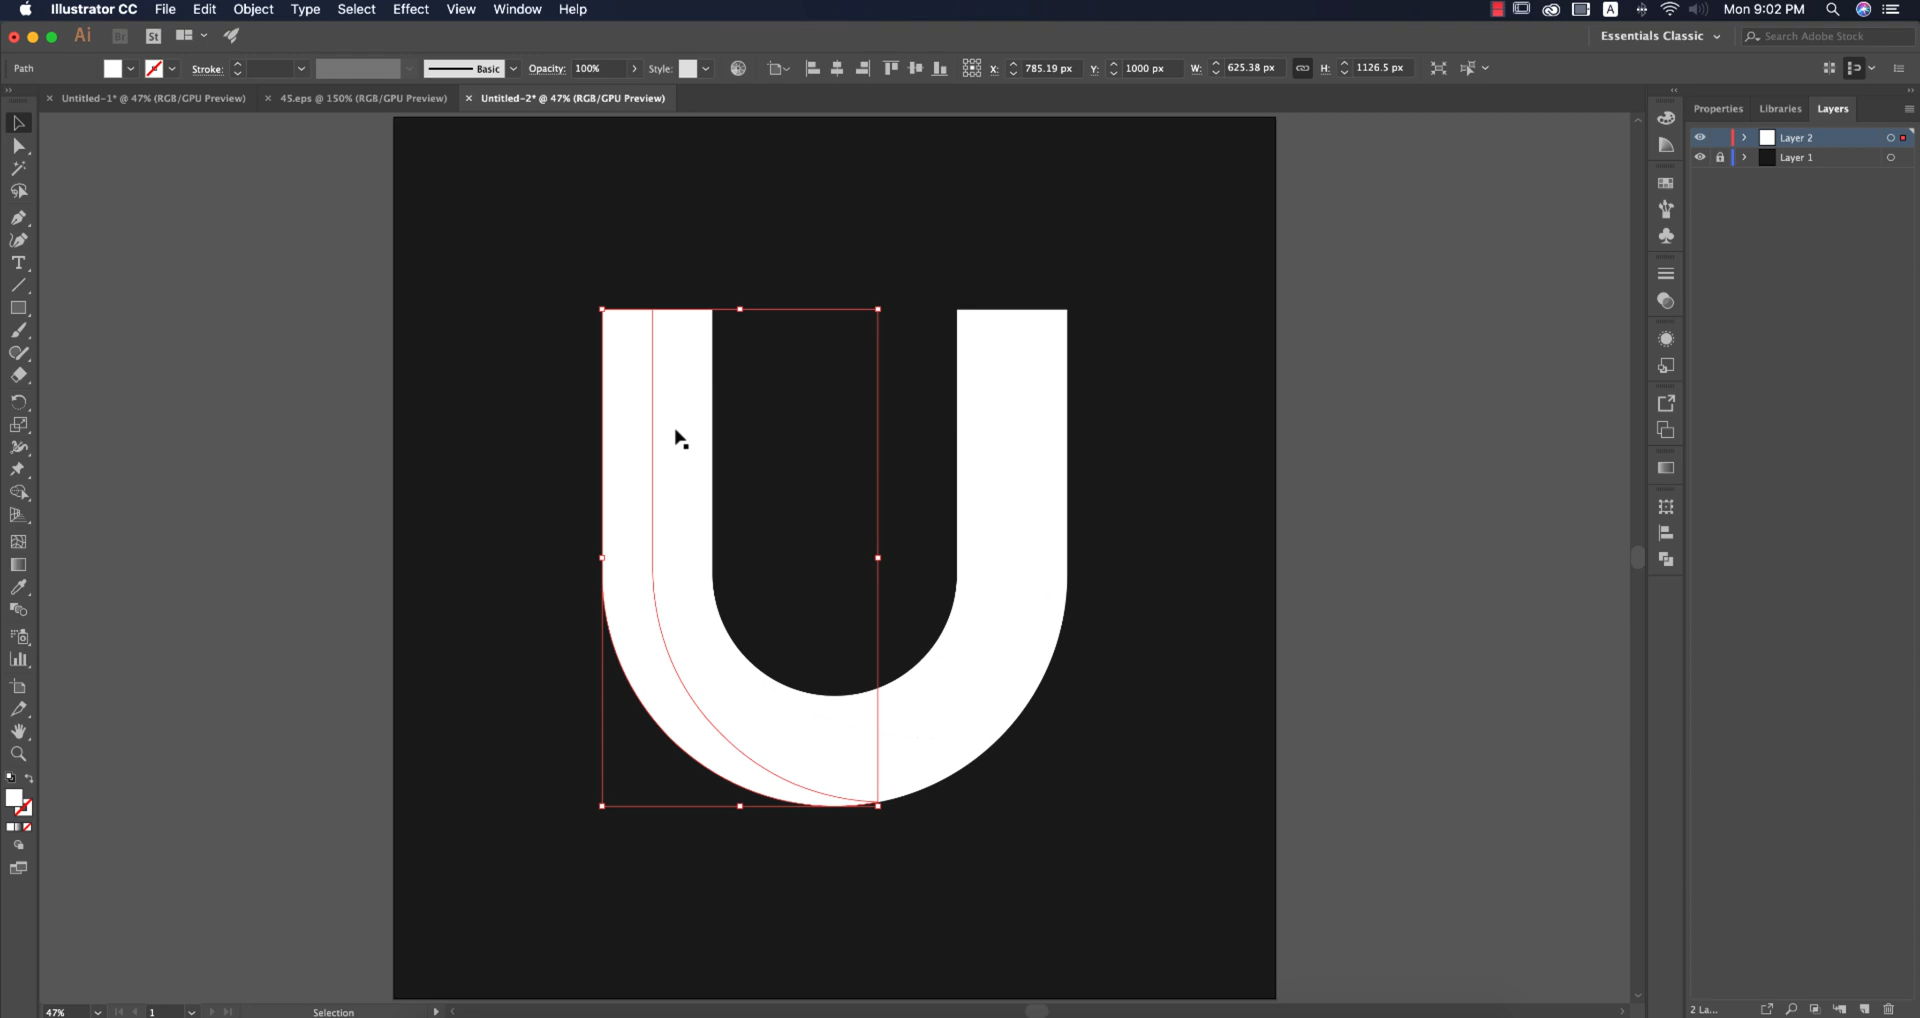 Illustrator CC File Edit Object Type Select Effect View Window Help A Mon 9:02 PM
Ai Br St Essentials Classic Search Adobe Stock
Path Stroke: Basic Opacity: 100% Style: X: 785.19 px Y: 1000 px W: 625.38 px H: 1126.5 px
Untitled-1* @ 47% (RGB/GPU Preview) 45.eps @ 150% (RGB/GPU Preview) Untitled-2* @ 47% (RGB/GPU Preview)
Properties Libraries Layers
Layer 2
Layer 1
T
U
47% 1 Selection 2 La...